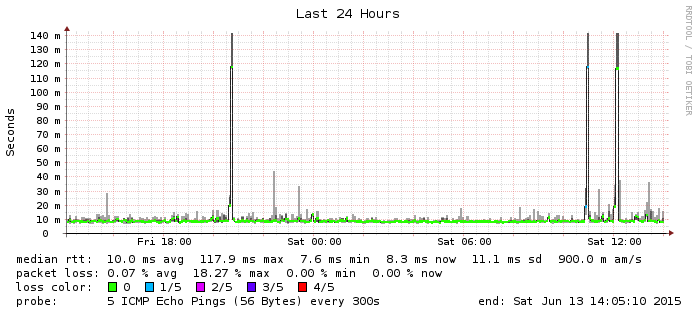 Last 24 Hours
RRDTOOL / TOBI OETIKER
Seconds
140 m
130 m
120 m
110 m
100 m
90 m
80 m
70 m
60 m
50 m
40 m
30 m
20 m
10 m
0
Fri 18:00 Sat 00:00 Sat 06:00 Sat 12:00
median rtt: 10.0 ms avg 117.9 ms max 7.6 ms min 8.3 ms now 11.1 ms sd 900.0 m am/s
packet loss: 0.07 % avg 18.27 % max 0.00 % min 0.00 % now
loss color: 0 1/5 2/5 3/5 4/5
probe: 5 ICMP Echo Pings (56 Bytes) every 300s end: Sat Jun 13 14:05:10 2015